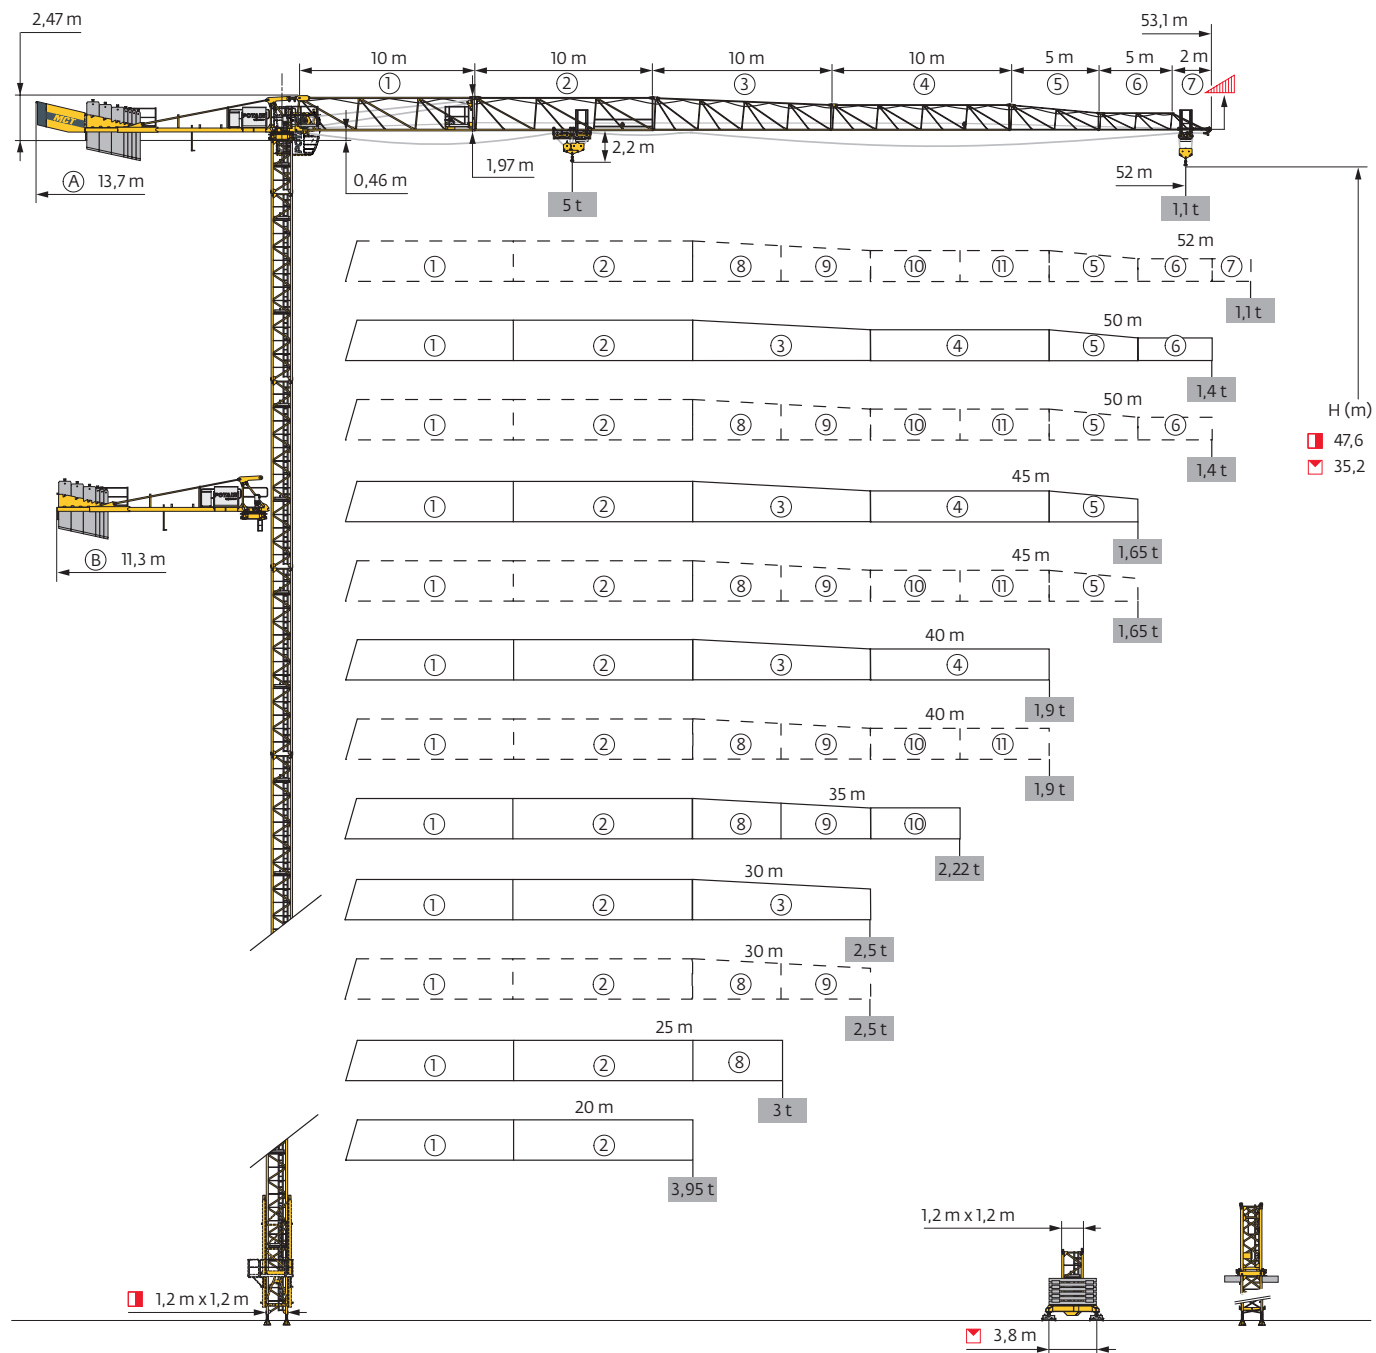 2,47 m
53,1 m
10 m 10 m 10 m 10 m 5 m 5 m 2 m
① ② ③ ④ ⑤ ⑥ ⑦
POTAIN
A 13,7 m
0,46 m
1,97 m
2,2 m
52 m
5 t
1,1 t
52 m
① ② ⑧ ⑨ ⑩ ⑪ ⑤ ⑥ ⑦
1,1 t
50 m
① ② ③ ④ ⑤ ⑥
1,4 t
50 m
① ② ⑧ ⑨ ⑩ ⑪ ⑤ ⑥
1,4 t
H (m)
47,6
35,2
45 m
① ② ③ ④ ⑤
1,65 t
POTAIN
B 11,3 m
45 m
① ② ⑧ ⑨ ⑩ ⑪ ⑤
1,65 t
40 m
① ② ③ ④
1,9 t
40 m
① ② ⑧ ⑨ ⑩ ⑪
1,9 t
35 m
① ② ⑧ ⑨ ⑩
2,22 t
30 m
① ② ③
2,5 t
30 m
① ② ⑧ ⑨
2,5 t
25 m
① ② ⑧
3 t
20 m
① ②
3,95 t
1,2 m x 1,2 m
1,2 m x 1,2 m
3,8 m